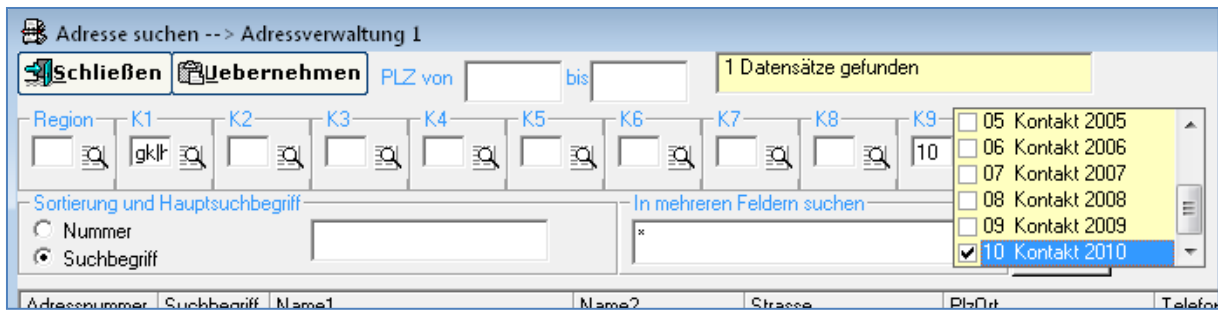 Adresse suchen --> Adressverwaltung 1
Schließen Uebernehmen PLZ von bis 1 Datensätze gefunden
Region K1 K2 K3 K4 K5 K6 K7 K8 K9
10
05 Kontakt 2005
06 Kontakt 2006
07 Kontakt 2007
08 Kontakt 2008
09 Kontakt 2009
10 Kontakt 2010
Sortierung und Hauptsuchbegriff
Nummer
Suchbegriff
In mehreren Feldern suchen
*
Adressnummer Suchbegriff Name1 Name2 Strasse PlzOrt Telefon